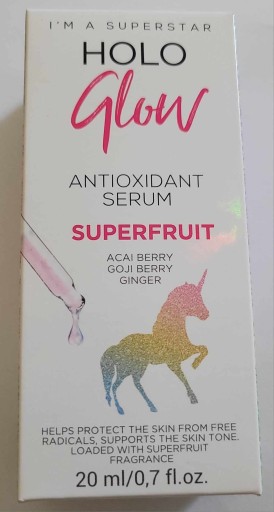 I'M A SUPERSTAR
HOLO
Glow
ANTIOXIDANT
SERUM
SUPERFRUIT
ACAI BERRY
GOJI BERRY
GINGER
HELPS PROTECT THE SKIN FROM FREE
RADICALS, SUPPORTS THE SKIN TONE.
LOADED WITH SUPERFRUIT
FRAGRANCE
20 ml/0,7 fl.oz.